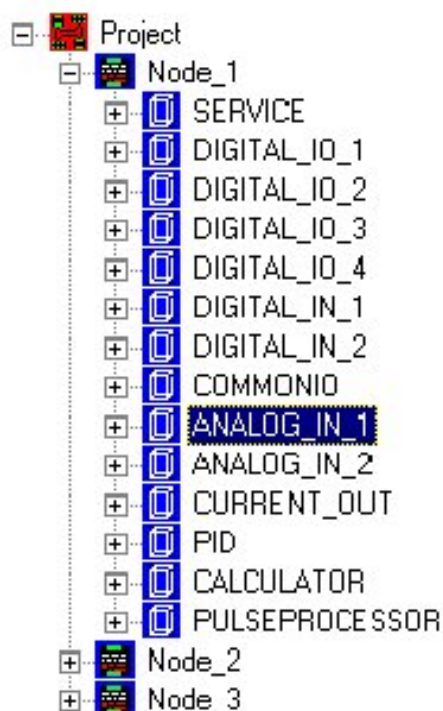 Project
Node_1
SERVICE
DIGITAL_IO_1
DIGITAL_IO_2
DIGITAL_IO_3
DIGITAL_IO_4
DIGITAL_IN_1
DIGITAL_IN_2
COMMONIO
ANALOG_IN_1
ANALOG_IN_2
CURRENT_OUT
PID
CALCULATOR
PULSEPROCESSOR
Node_2
Node_3